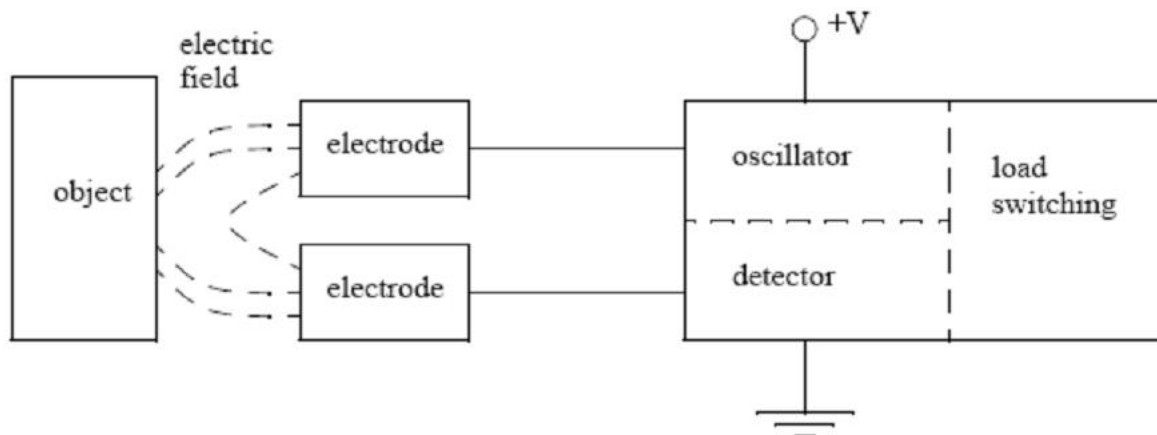 +V
electric
field
electrode
oscillator
load
switching
object
electrode
detector